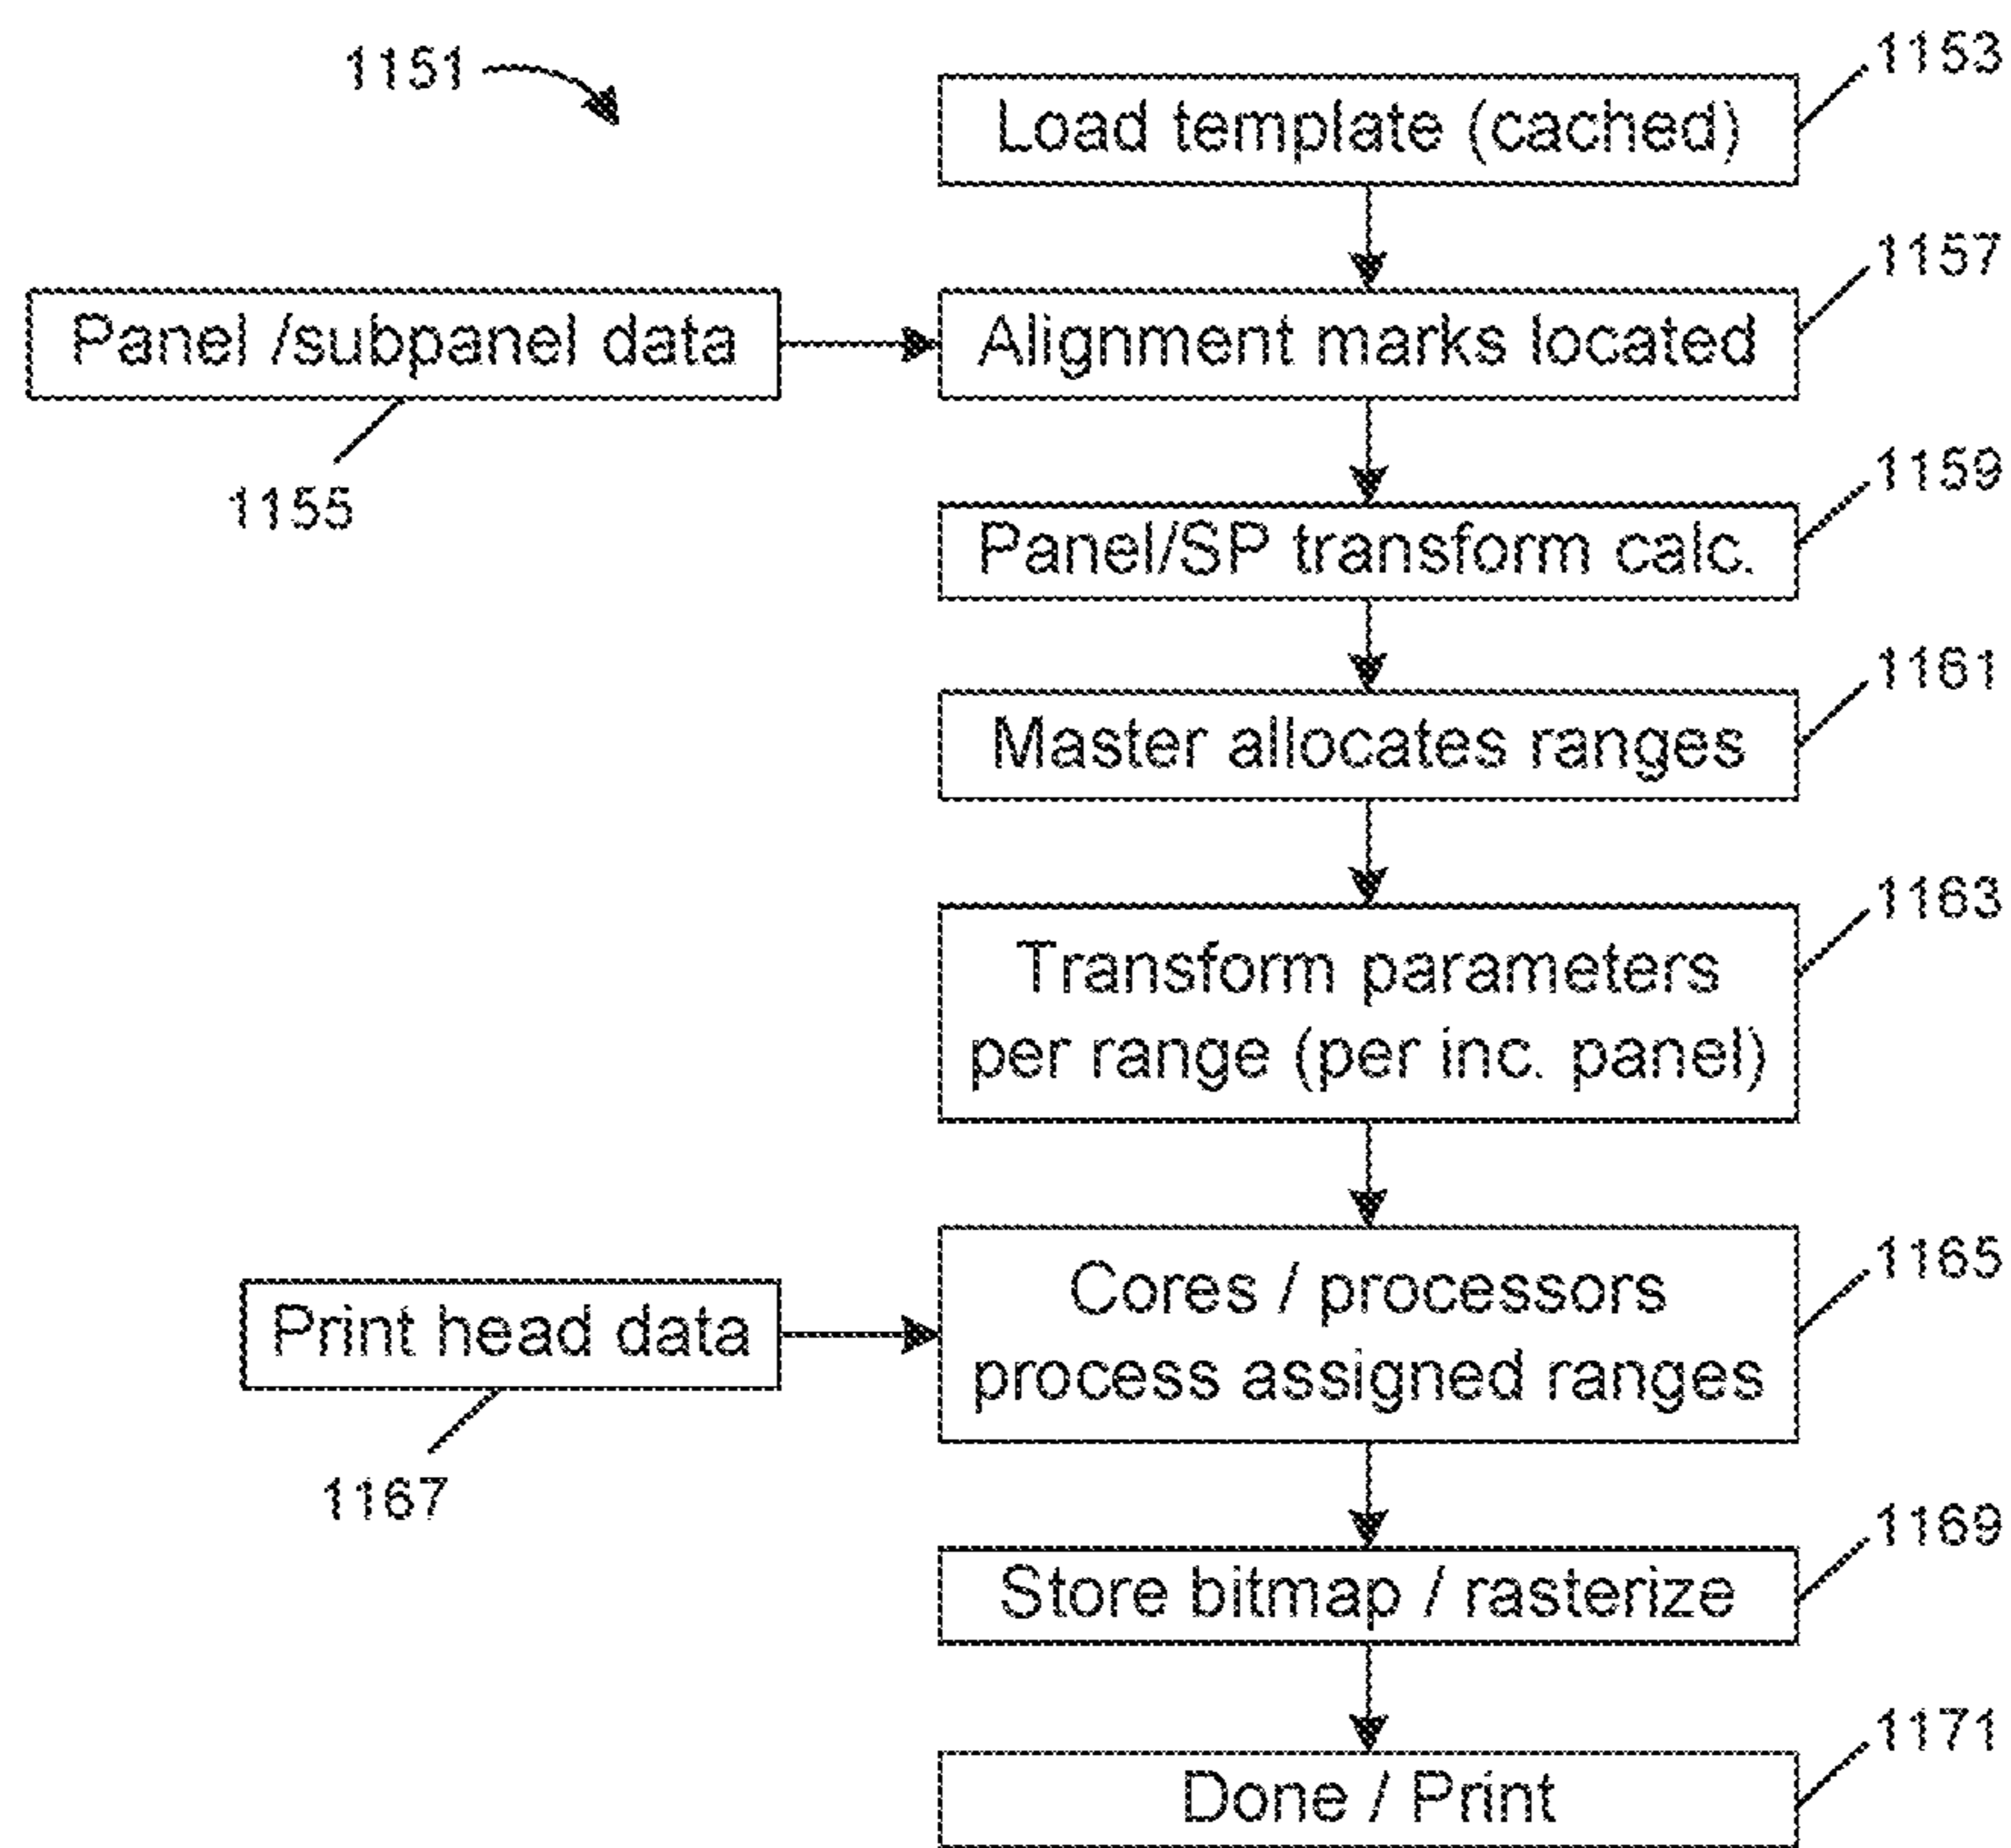 1151
1153
Load template (cached)
1157
Panel /subpanel data
Alignment marks located
1155
1159
Panel/SP transform calc.
1161
Master allocates ranges
1163
Transform parameters
per range (per inc. panel)
1165
Cores / processors
process assigned ranges
Print head data
1167
1169
Store bitmap / rasterize
1171
Done / Print